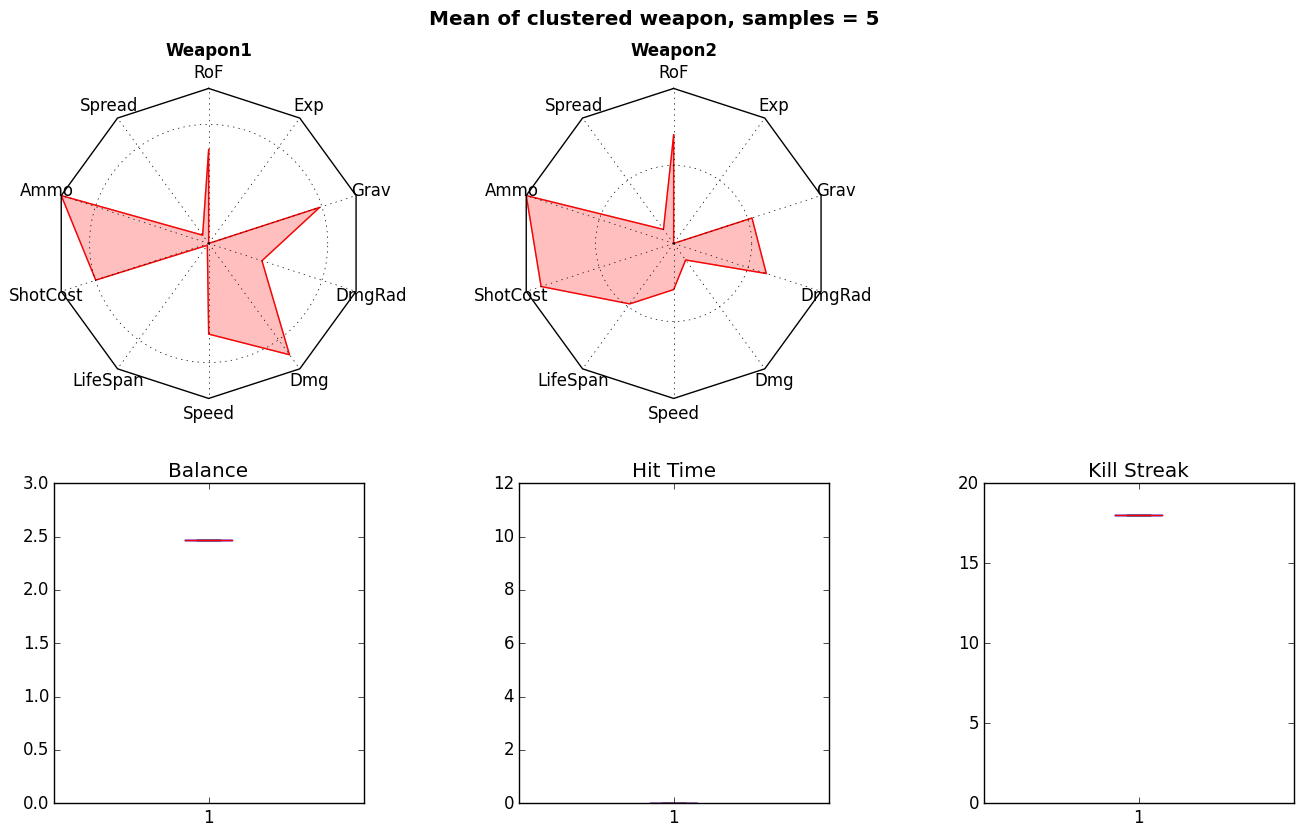 Mean of clustered weapon, samples = 5
Weapon1
RoF
Spread
Exp
Ammo
Grav
ShotCost
DmgRad
LifeSpan
Dmg
Speed
Weapon2
RoF
Spread
Exp
Ammo
Grav
ShotCost
DmgRad
LifeSpan
Dmg
Speed
Balance
3.0
2.5
2.0
1.5
1.0
0.5
0.0
1
Hit Time
12
10
8
6
4
2
0
1
Kill Streak
20
15
10
5
0
1